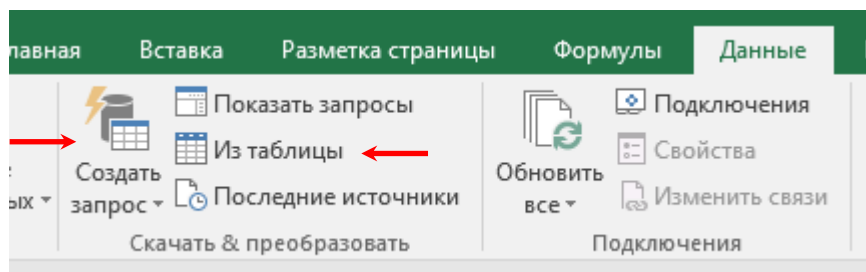 лавная Вставка Разметка страницы Формулы Данные
Показать запросы
Из таблицы
Последние источники
Создать
запрос
ых
Скачать & преобразовать
Обновить
все
Подключения
Свойства
Изменить связи
Подключения